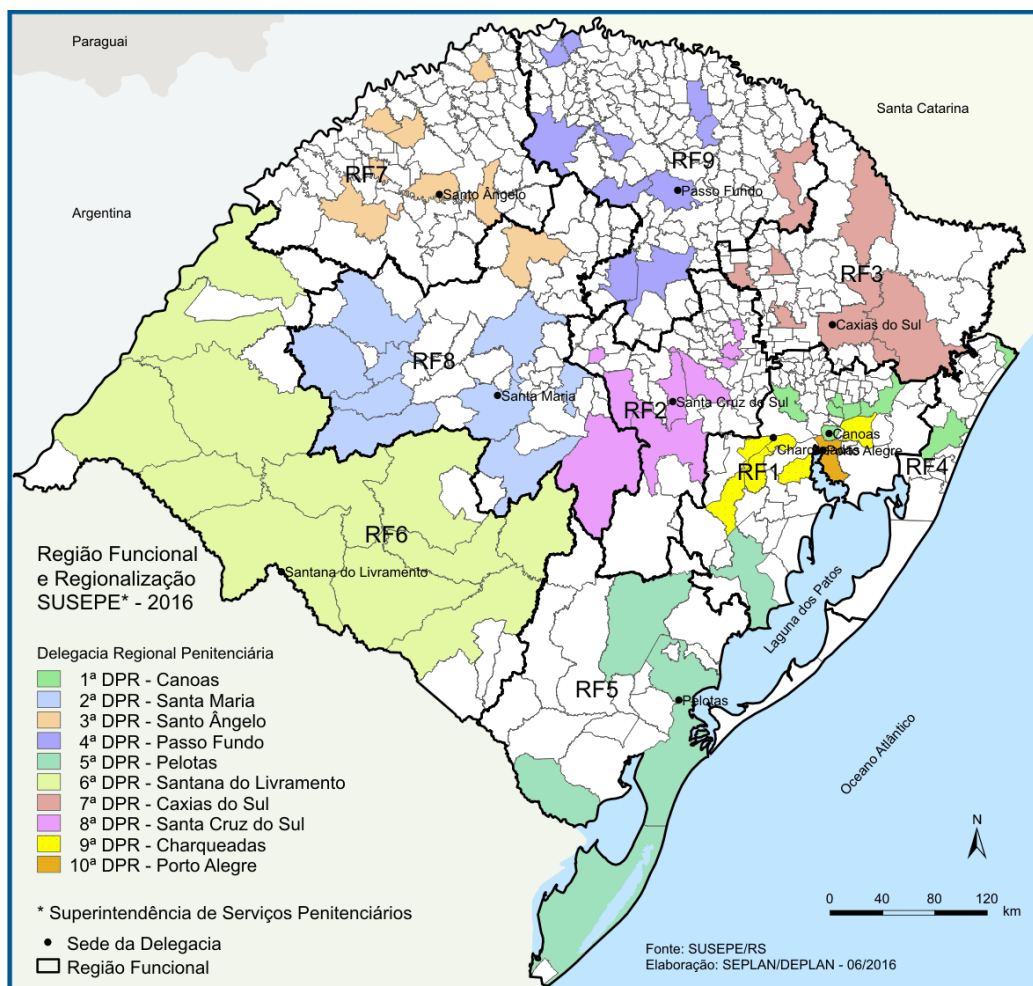 Paraguai
Santa Catarina
Argentina
RF7
RF9
Santo Ângelo
Passo Fundo
RF3
Caxias do Sul
RF8
Santa Maria
RF2
Santa Cruz do Sul
Canoas
Charqueadas
Porto Alegre
RF1
RF4
RF6
Santana do Livramento
Laguna dos Patos
RF5
Pelotas
Oceano Atlântico
Região Funcional
e Regionalização
SUSEPE* - 2016
Delegacia Regional Penitenciária
1ª DPR - Canoas
2ª DPR - Santa Maria
3ª DPR - Santo Ângelo
4ª DPR - Passo Fundo
5ª DPR - Pelotas
6ª DPR - Santana do Livramento
7ª DPR - Caxias do Sul
8ª DPR - Santa Cruz do Sul
9ª DPR - Charqueadas
10ª DPR - Porto Alegre
* Superintendência de Serviços Penitenciários
Sede da Delegacia
Região Funcional
N
0 40 80 120
km
Fonte: SUSEPE/RS
Elaboração: SEPLAN/DEPLAN - 06/2016